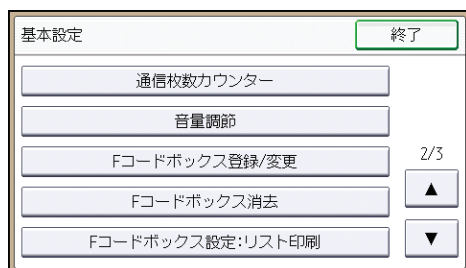 基本設定
終了
通信枚数カウンター
音量調節
Fコードボックス登録/変更
2/3
Fコードボックス消去
▲
Fコードボックス設定:リスト印刷
▼